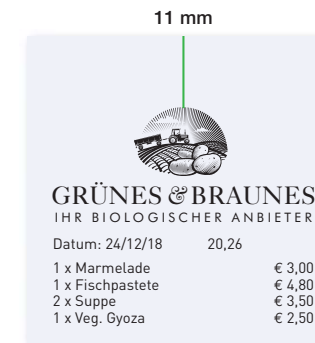 11 mm
GRÜNES & BRAUNES
IHR BIOLOGISCHER ANBIETER
Datum: 24/12/18 20,26
1 x Marmelade € 3,00
1 x Fischpastete € 4,80
2 x Suppe € 3,50
1 x Veg. Gyoza € 2,50